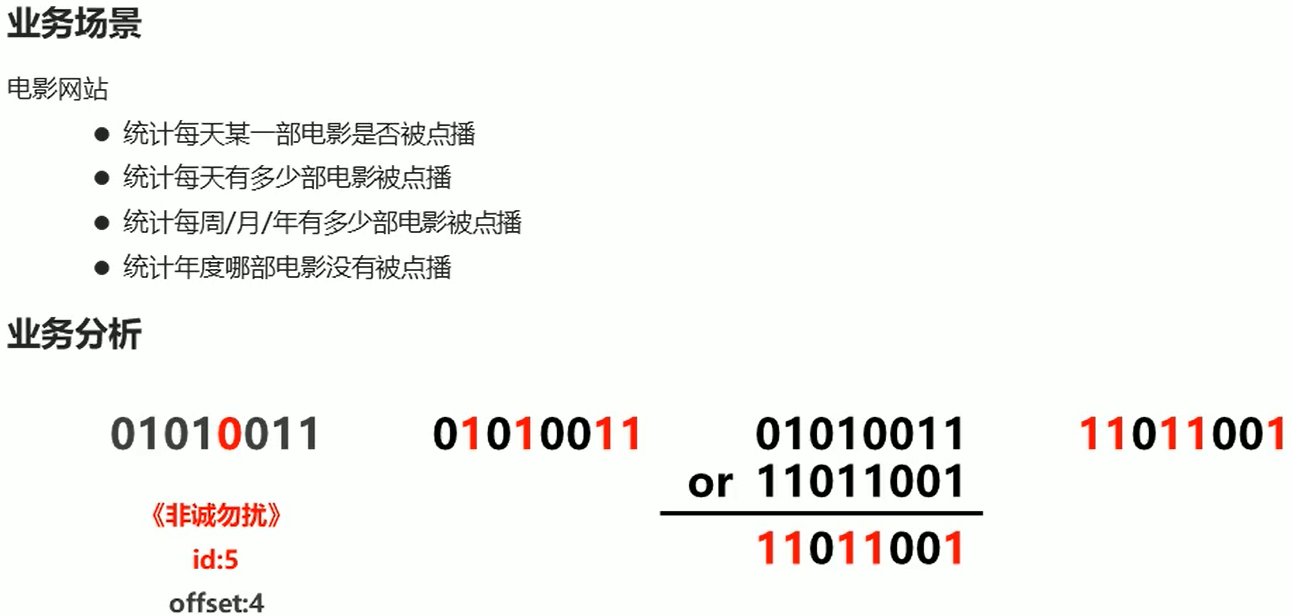 业务场景
电影网站
● 统计每天某一部电影是否被点播
● 统计每天有多少部电影被点播
● 统计每周/月/年有多少部电影被点播
● 统计年度哪部电影没有被点播
业务分析
01010011 01010011 01010011 11011001
or 11011001
11011001
《非诚勿扰》
id:5
offset:4